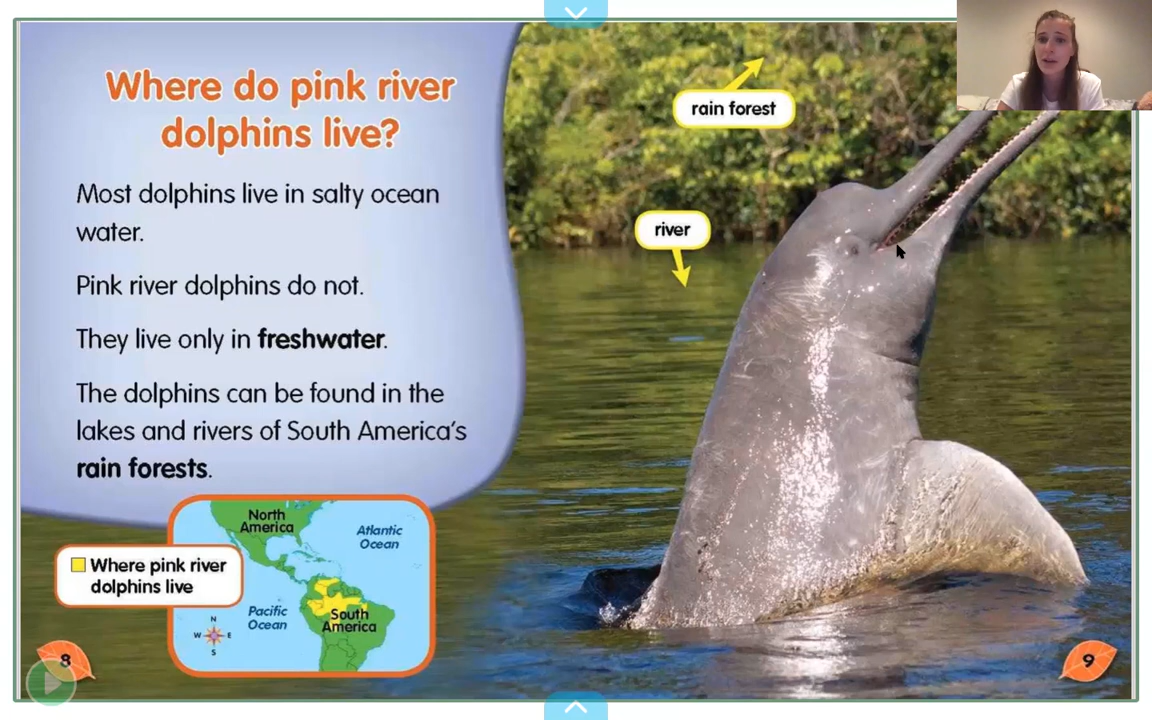 Where do pink river
dolphins live?
Most dolphins live in salty ocean
water.
Pink river dolphins do not.
They live only in freshwater.
The dolphins can be found in the
lakes and rivers of South America's
rain forests.
rain forest
river
North
America
Atlantic
Ocean
Where pink river
dolphins live
Pacific
Ocean
South
America
N
W E
S
8
9